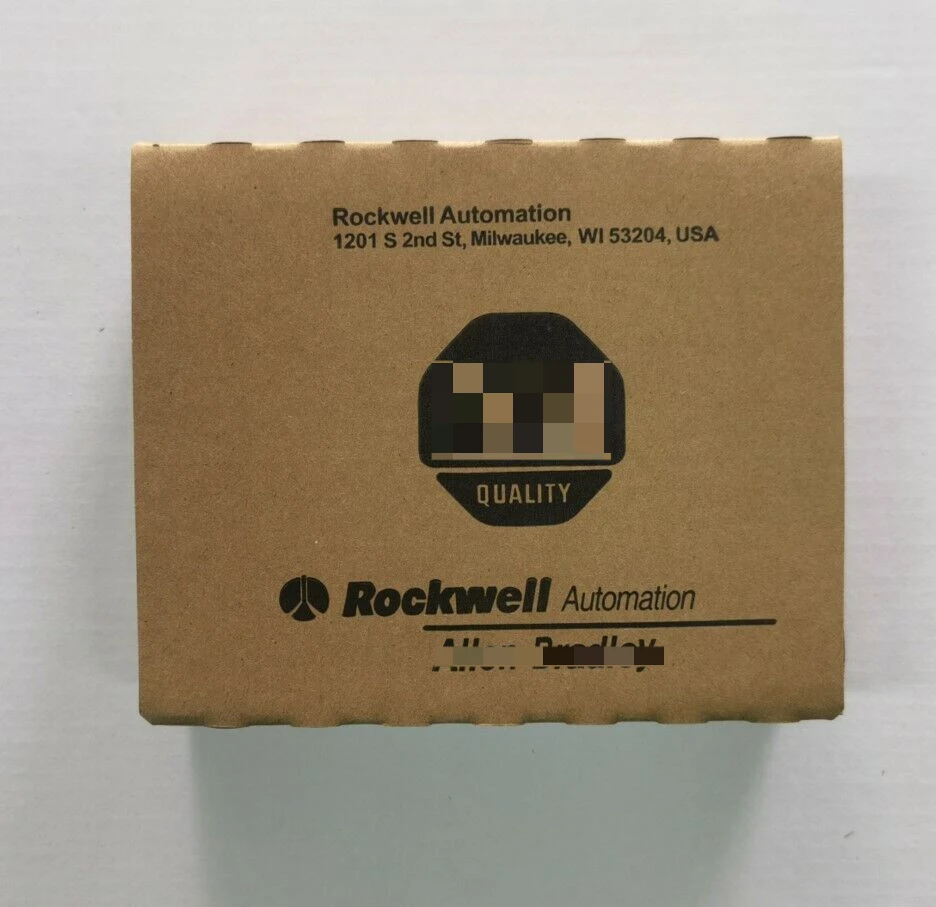 Rockwell Automation
1201 S 2nd St, Milwaukee, WI 53204, USA
QUALITY
Rockwell Automation